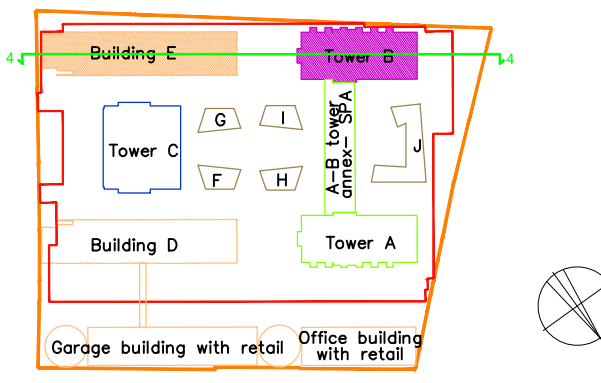 Building E
Tower B
4
4
A-B tower
annex- SPA
G
I
Tower C
J
F
H
Building D
Tower A
Garage building with retail
Office building
with retail